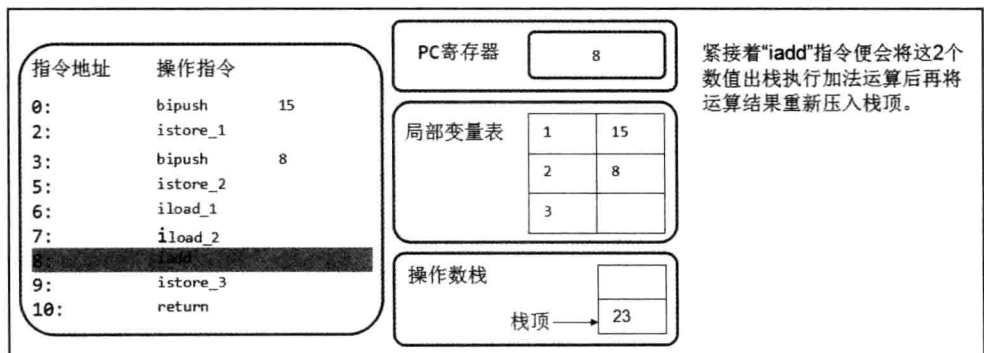 指令地址 操作指令
0: bipush 15
2: istore_1
3: bipush 8
5: istore_2
6: iload_1
7: iload_2
8: iadd
9: istore_3
10: return
PC寄存器 8
局部变量表 1 15
2 8
3
操作数栈
栈顶 23
紧接着“iadd”指令便会将这2个
数值出栈执行加法运算后再将
运算结果重新压入栈顶。